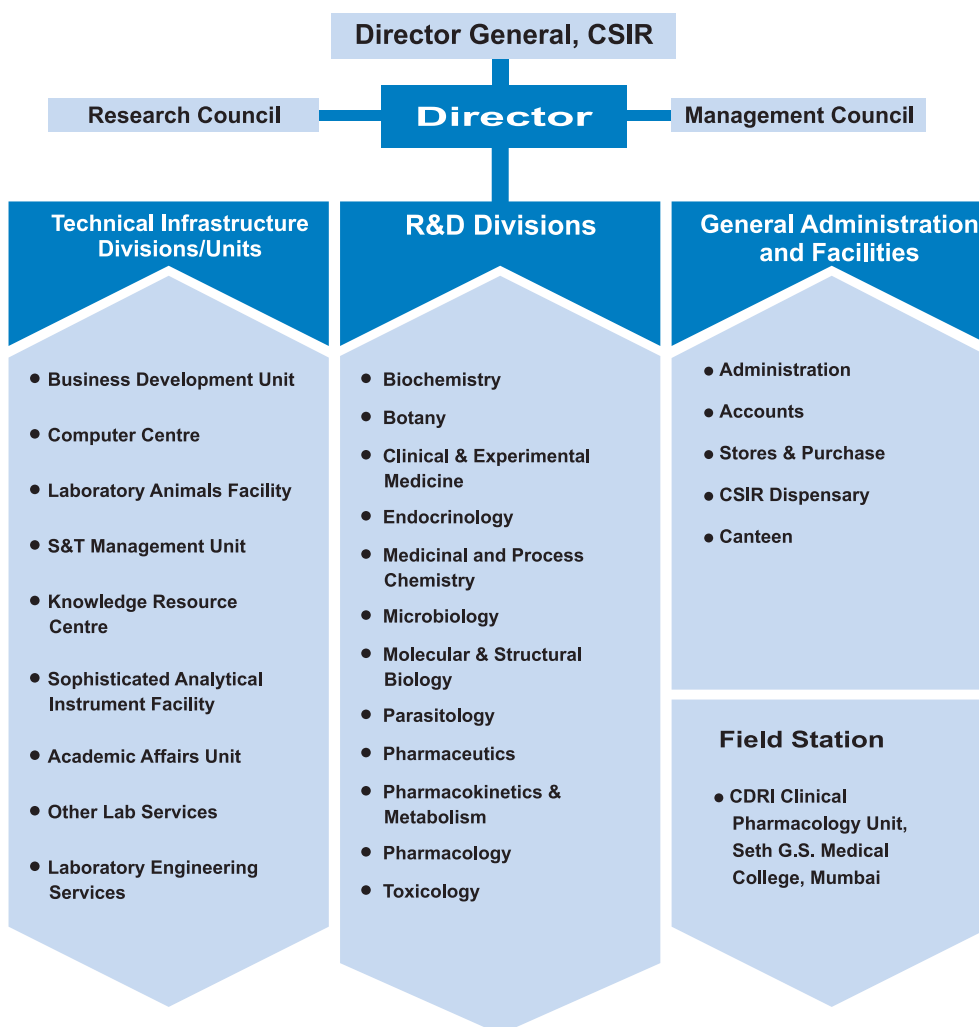 Director General, CSIR
Research Council
Director
Management Council
Technical Infrastructure
Divisions/Units
• Business Development Unit
• Computer Centre
• Laboratory Animals Facility
• S&T Management Unit
• Knowledge Resource
Centre
• Sophisticated Analytical
Instrument Facility
• Academic Affairs Unit
• Other Lab Services
• Laboratory Engineering
Services
R&D Divisions
• Biochemistry
• Botany
• Clinical & Experimental
Medicine
• Endocrinology
• Medicinal and Process
Chemistry
• Microbiology
• Molecular & Structural
Biology
• Parasitology
• Pharmaceutics
• Pharmacokinetics &
Metabolism
• Pharmacology
• Toxicology
General Administration
and Facilities
• Administration
• Accounts
• Stores & Purchase
• CSIR Dispensary
• Canteen
Field Station
• CDRI Clinical
Pharmacology Unit,
Seth G.S. Medical
College, Mumbai